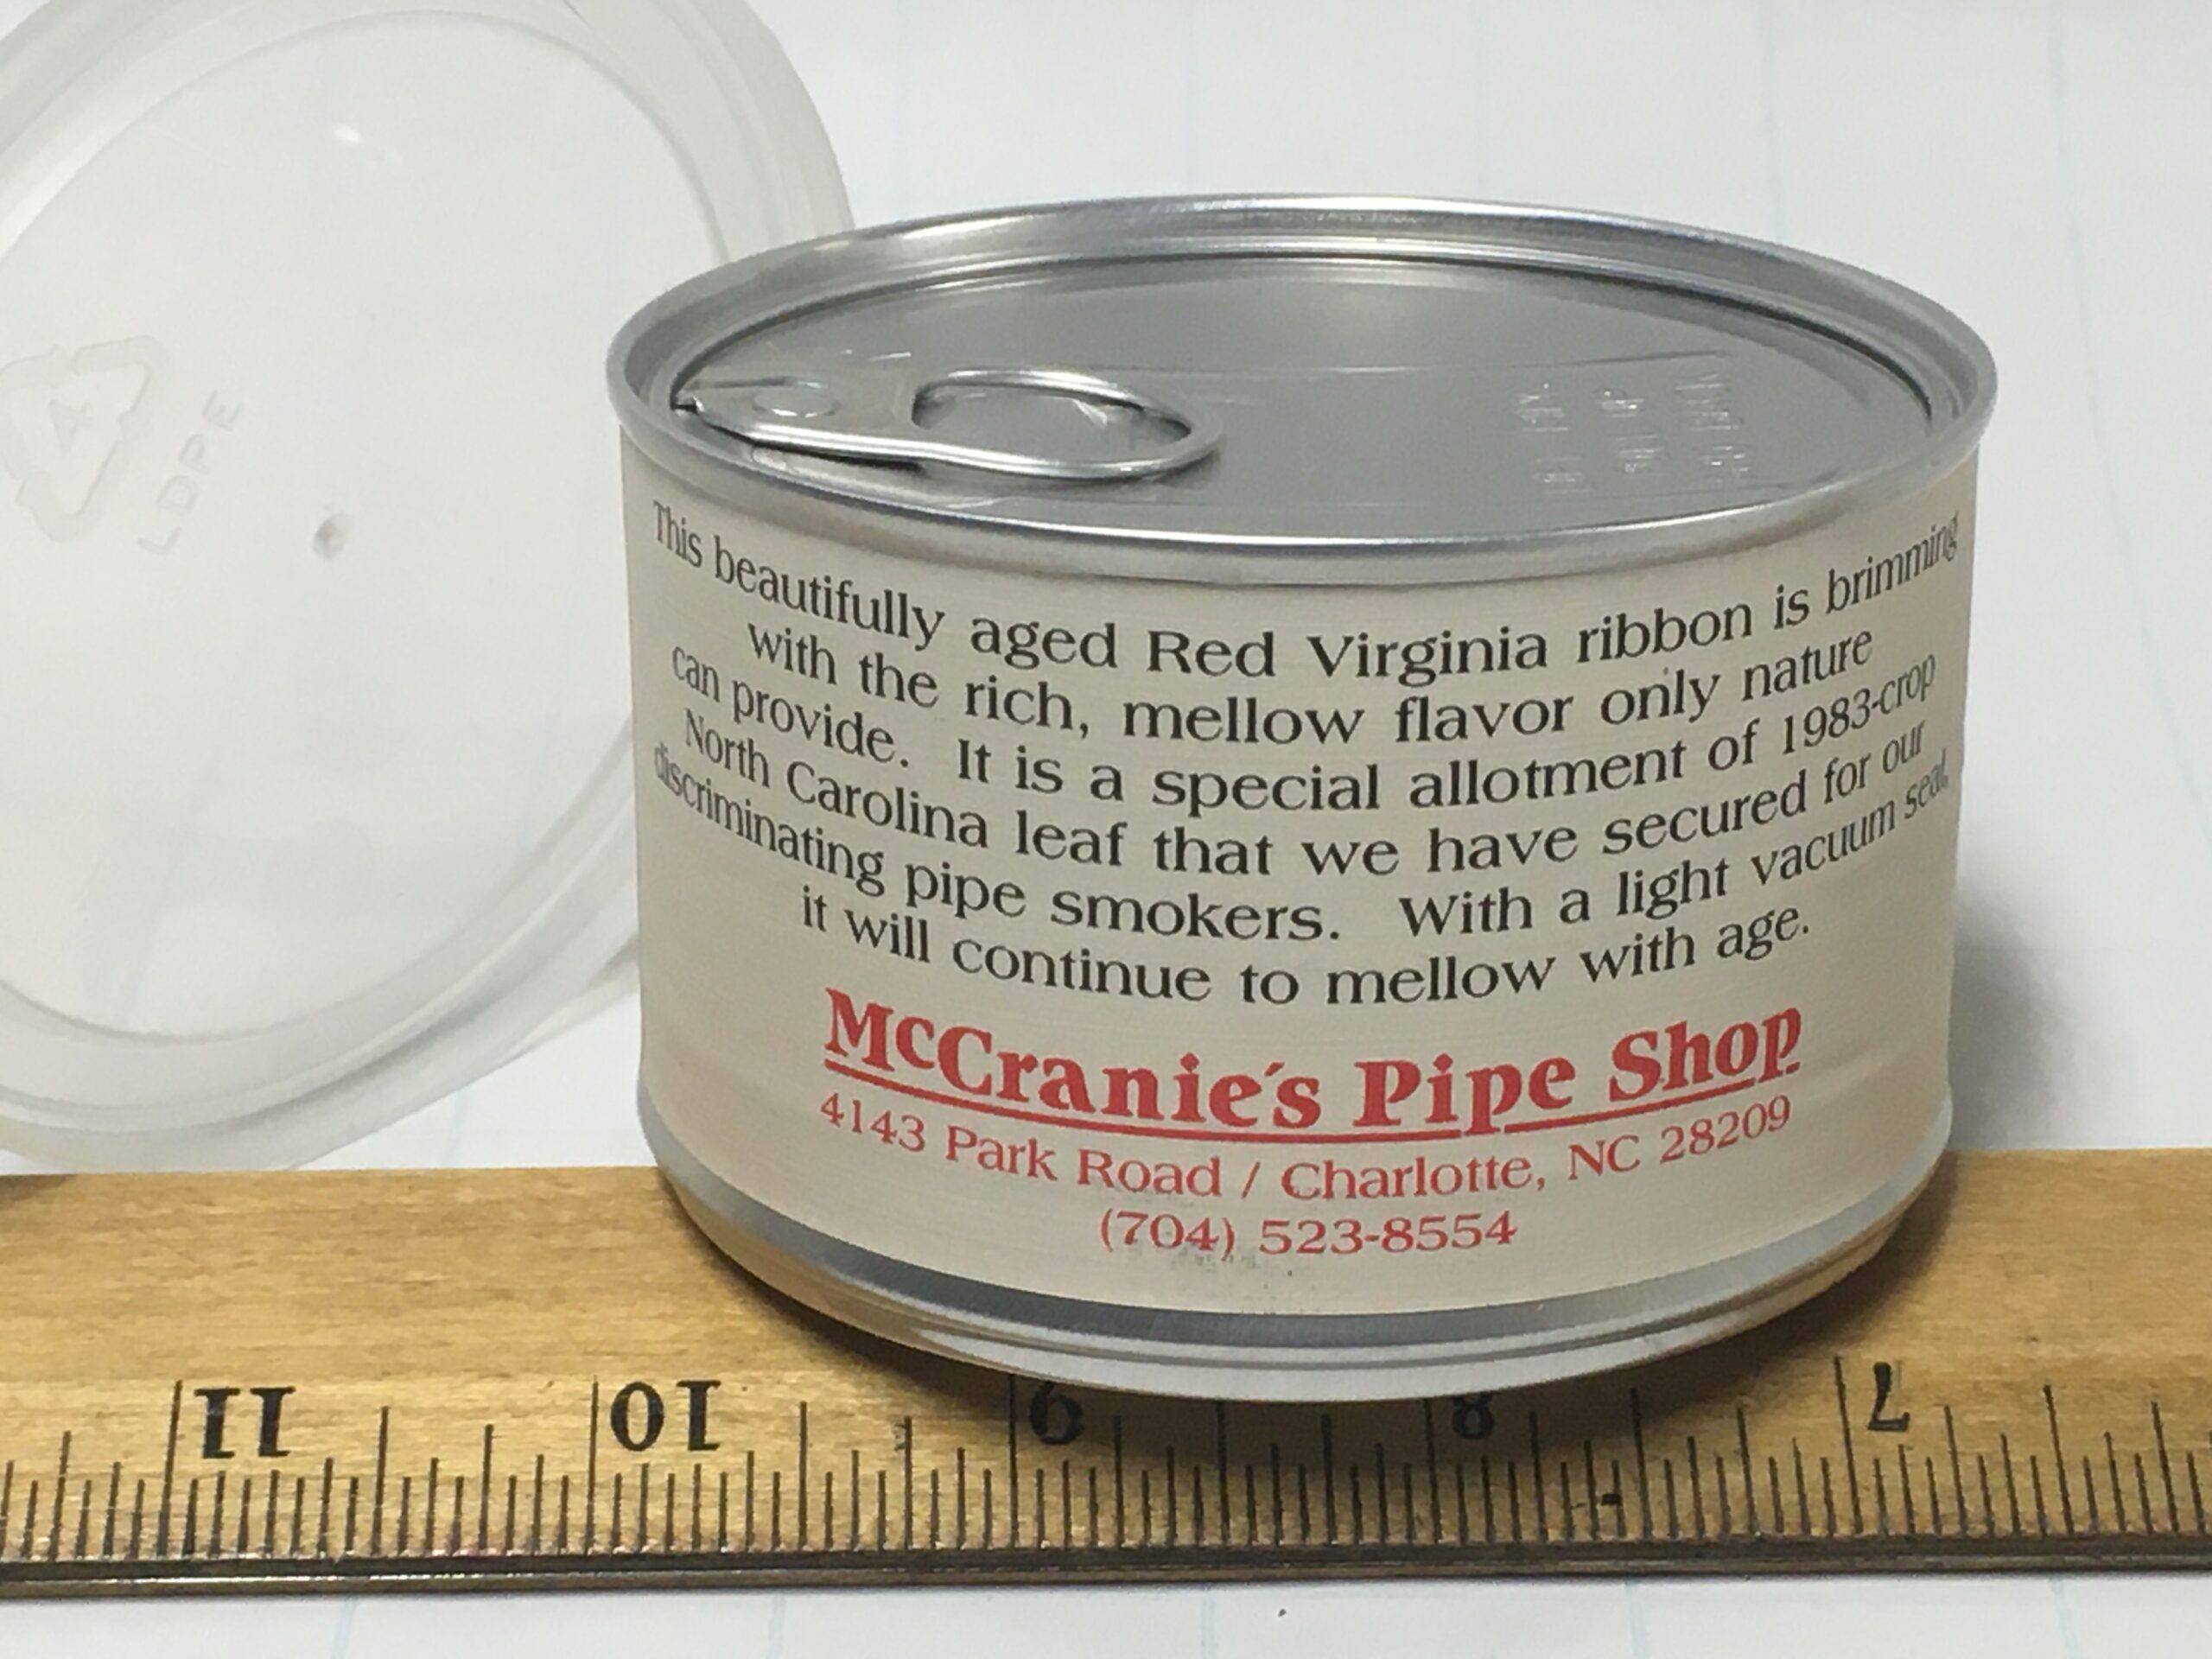 This beautifully aged Red Virginia ribbon is brimming
with the rich, mellow flavor only nature
can provide. It is a special allotment of 1983-crop
North Carolina leaf that we have secured for our
discriminating pipe smokers. With a light vacuum seal,
it will continue to mellow with age.
McCranie's Pipe Shop
4143 Park Road / Charlotte, NC 28209
(704) 523-8554
4
LDPE
11 10 9 8 7